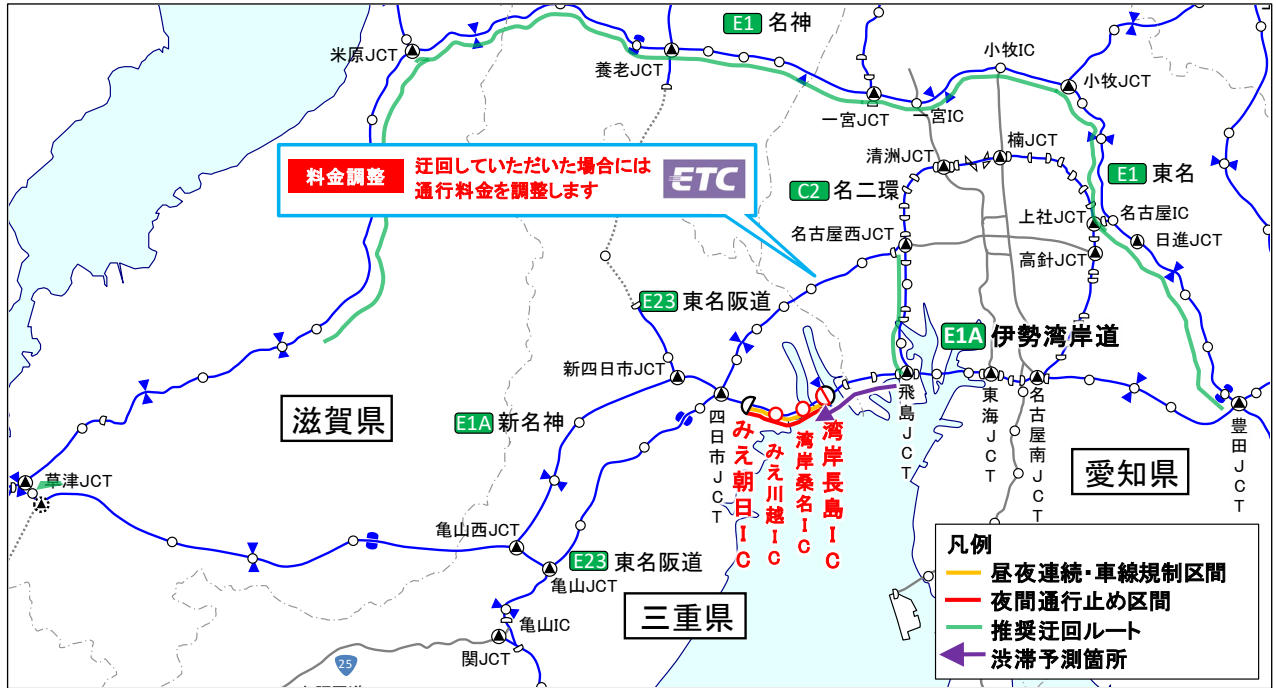 E1 名神
米原JCT
養老JCT
小牧IC
小牧JCT
一宮JCT
一宮IC
清洲JCT
楠JCT
料金調整
迂回していただいた場合には
通行料金を調整します
ETC
C2 名二環
E1 東名
上社JCT
名古屋IC
日進JCT
名古屋西JCT
高針JCT
E23 東名阪道
E1A 伊勢湾岸道
新四日市JCT
滋賀県
E1A 新名神
四日市JCT
みえ朝日IC
みえ川越IC
湾岸桑名IC
湾岸長島IC
飛島JCT
東海JCT
名古屋南JCT
豊田JCT
愛知県
草津JCT
亀山西JCT
E23 東名阪道
亀山JCT
三重県
亀山IC
関JCT
25
凡例
昼夜連続・車線規制区間
夜間通行止め区間
推奨迂回ルート
渋滞予測箇所